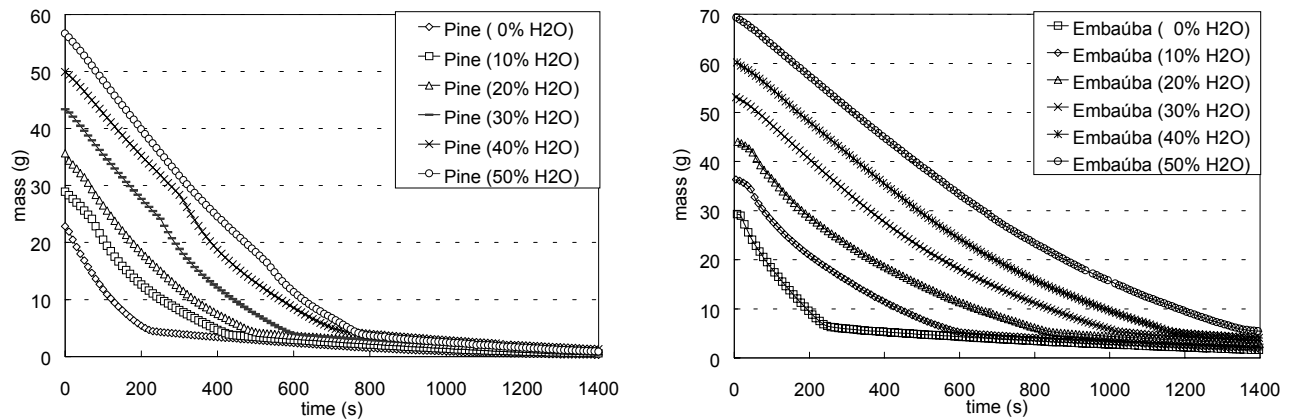 60
50
40
30
20
10
0
mass (g)
0 200 400 600 800 1000 1200 1400
time (s)
Pine ( 0% H2O)
Pine (10% H2O)
Pine (20% H2O)
Pine (30% H2O)
Pine (40% H2O)
Pine (50% H2O)
70
60
50
40
30
20
10
0
mass (g)
0 200 400 600 800 1000 1200 1400
time (s)
Embaúba ( 0% H2O)
Embaúba (10% H2O)
Embaúba (20% H2O)
Embaúba (30% H2O)
Embaúba (40% H2O)
Embaúba (50% H2O)